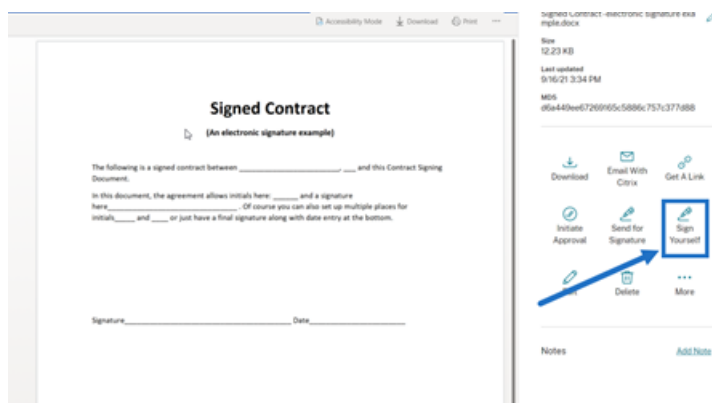 Accessibility Mode Download Print ...
Signed Contract
(An electronic signature example)
The following is a signed contract between ______________________, ___ and this Contract Signing
Document.
In this document, the agreement allows initials here: ______ and a signature
here___________________________ . Of course you can also set up multiple places for
initials_____ and ____ or just have a final signature along with date entry at the bottom.
Signature___________________________________ Date____________________
Signed Contract -electronic signature exa
mple.docx
Size
12.23 KB
Last updated
9/16/21 3:34 PM
MD5
Download
Email With
Citrix
Get A Link
Initiate
Approval
Send for
Signature
Sign
Yourself
Delete
More
Notes
Add Note